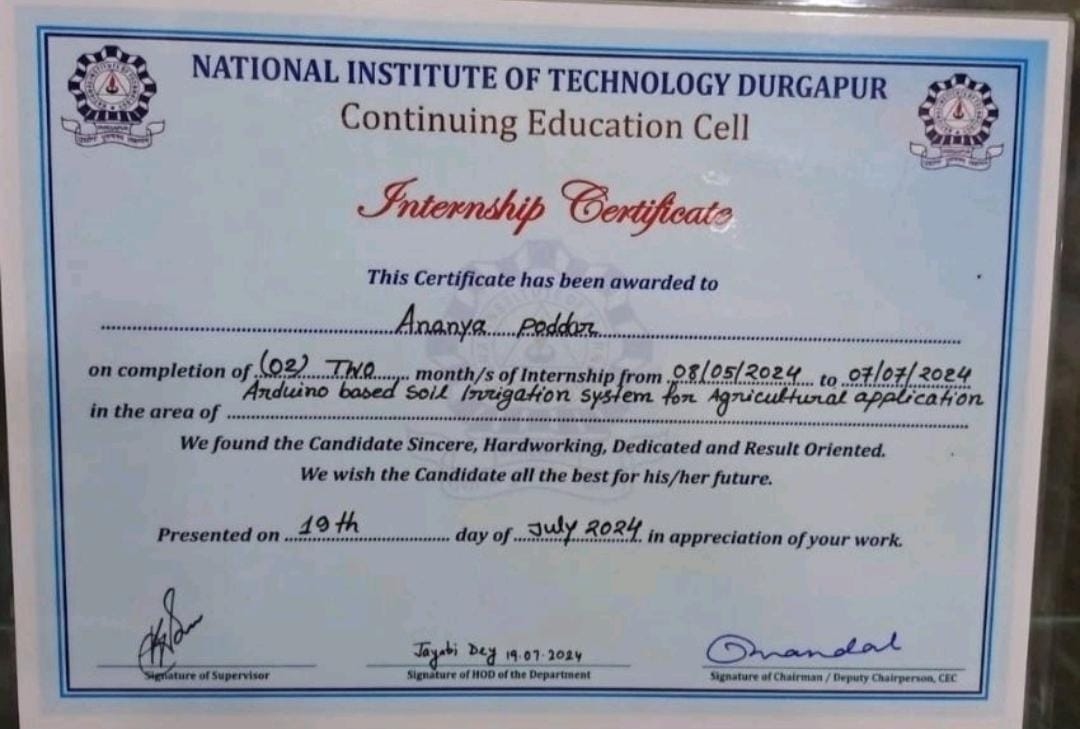 NATIONAL INSTITUTE OF TECHNOLOGY DURGAPUR
Continuing Education Cell
Internship Certificate
This Certificate has been awarded to
Ananya Poddar
on completion of (02) TWO month/s of Internship from 08/05/2024 to 07/07/2024
Arduino based Soil Irrigation system for Agricultural application
in the area of
We found the Candidate Sincere, Hardworking, Dedicated and Result Oriented.
We wish the Candidate all the best for his/her future.
Presented on 19th day of July 2024 in appreciation of your work.
Jayabi Dey 19.07.2024
Signature of Supervisor
Signature of HOD of the Department
Signature of Chairman / Deputy Chairperson, CEC